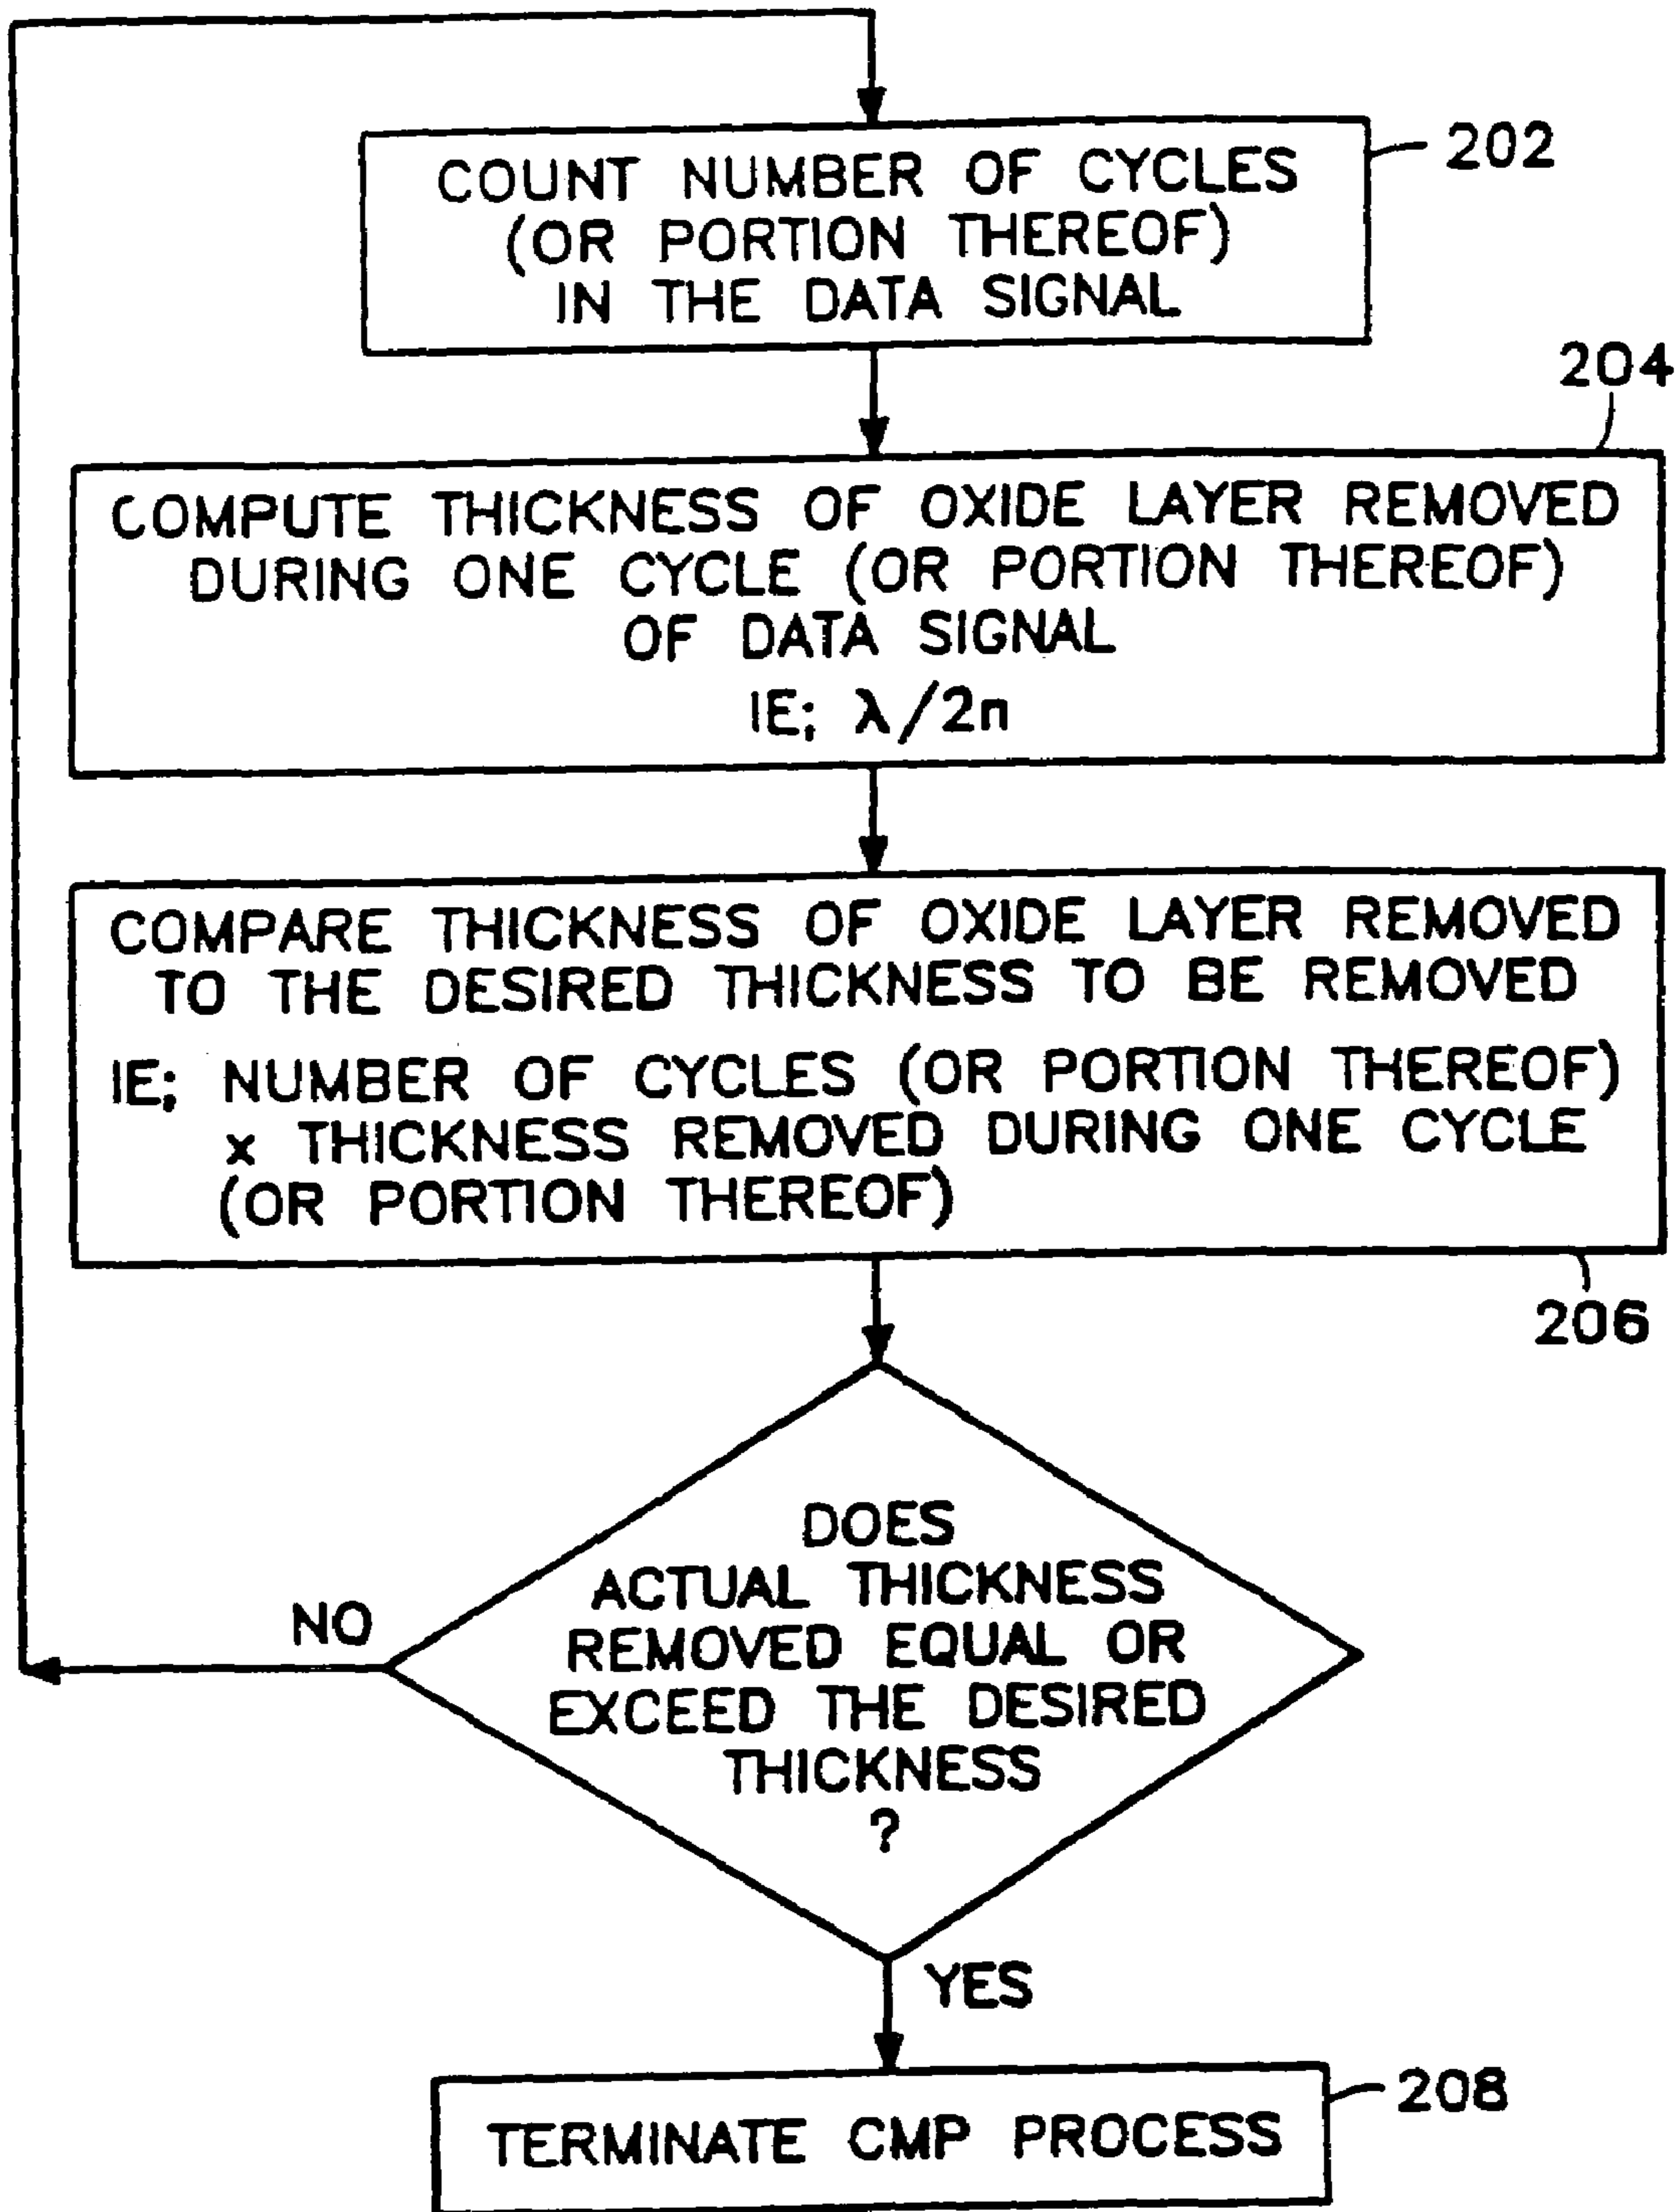 COUNT NUMBER OF CYCLES
(OR PORTION THEREOF)
IN THE DATA SIGNAL
202
204
COMPUTE THICKNESS OF OXIDE LAYER REMOVED
DURING ONE CYCLE (OR PORTION THEREOF)
OF DATA SIGNAL
IE; λ/2n
COMPARE THICKNESS OF OXIDE LAYER REMOVED
TO THE DESIRED THICKNESS TO BE REMOVED
IE; NUMBER OF CYCLES (OR PORTION THEREOF)
x THICKNESS REMOVED DURING ONE CYCLE
(OR PORTION THEREOF)
206
DOES
ACTUAL THICKNESS
REMOVED EQUAL OR
EXCEED THE DESIRED
THICKNESS
?
NO
YES
TERMINATE CMP PROCESS
208